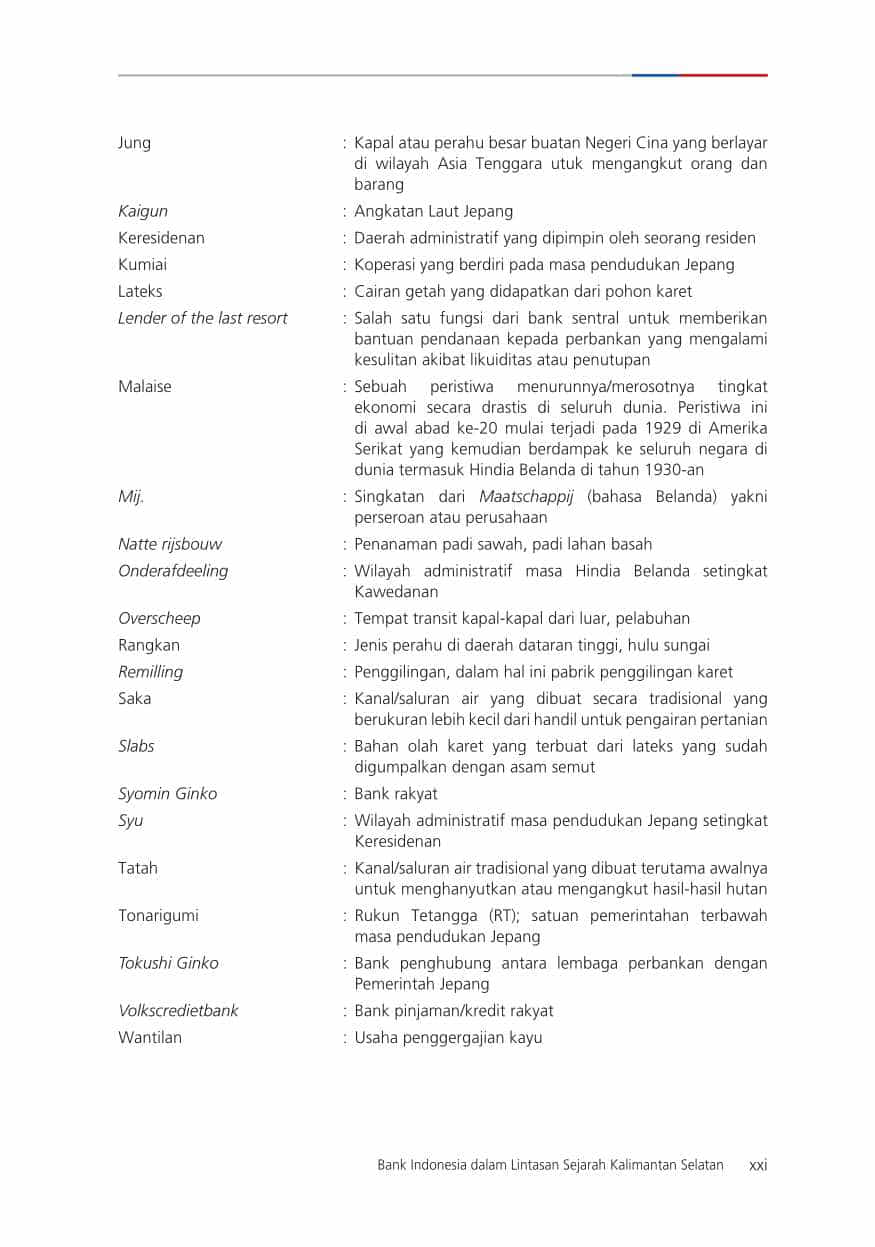 Jung : Kapal atau perahu besar buatan Negeri Cina yang berlayar
di wilayah Asia Tenggara utuk mengangkut orang dan
barang
Kaigun : Angkatan Laut Jepang
Keresidenan : Daerah administratif yang dipimpin oleh seorang residen
Kumiai : Koperasi yang berdiri pada masa pendudukan Jepang
Lateks : Cairan getah yang didapatkan dari pohon karet
Lender of the last resort : Salah satu fungsi dari bank sentral untuk memberikan
bantuan pendanaan kepada perbankan yang mengalami
kesulitan akibat likuiditas atau penutupan
Malaise : Sebuah peristiwa menurunnya/merosotnya tingkat
ekonomi secara drastis di seluruh dunia. Peristiwa ini
di awal abad ke-20 mulai terjadi pada 1929 di Amerika
Serikat yang kemudian berdampak ke seluruh negara di
dunia termasuk Hindia Belanda di tahun 1930-an
Mij. : Singkatan dari Maatschappij (bahasa Belanda) yakni
perseroan atau perusahaan
Natte rijsbouw : Penanaman padi sawah, padi lahan basah
Onderafdeeling : Wilayah administratif masa Hindia Belanda setingkat
Kawedanan
Overscheep : Tempat transit kapal-kapal dari luar, pelabuhan
Rangkan : Jenis perahu di daerah dataran tinggi, hulu sungai
Remilling : Penggilingan, dalam hal ini pabrik penggilingan karet
Saka : Kanal/saluran air yang dibuat secara tradisional yang
berukuran lebih kecil dari handil untuk pengairan pertanian
Slabs : Bahan olah karet yang terbuat dari lateks yang sudah
digumpalkan dengan asam semut
Syomin Ginko : Bank rakyat
Syu : Wilayah administratif masa pendudukan Jepang setingkat
Keresidenan
Tatah : Kanal/saluran air tradisional yang dibuat terutama awalnya
untuk menghanyutkan atau mengangkut hasil-hasil hutan
Tonarigumi : Rukun Tetangga (RT); satuan pemerintahan terbawah
masa pendudukan Jepang
Tokushi Ginko : Bank penghubung antara lembaga perbankan dengan
Pemerintah Jepang
Volkscredietbank : Bank pinjaman/kredit rakyat
Wantilan : Usaha penggergajian kayu
Bank Indonesia dalam Lintasan Sejarah Kalimantan Selatan xxi